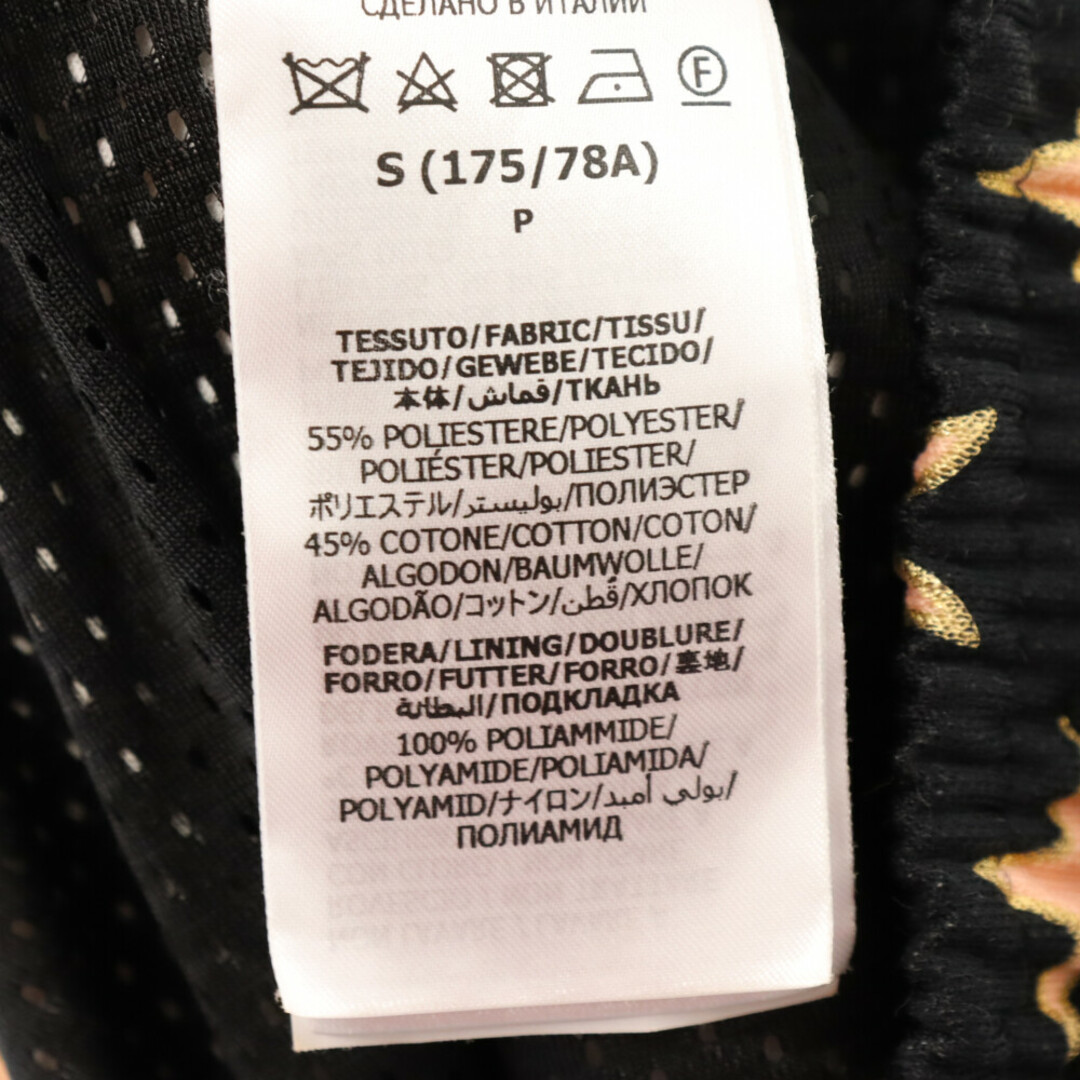 СДЕЛАНО В ИТАЛИИ
F
S (175/78A)
P
TESSUTO/FABRIC/TISSU/
TEJIDO/GEWEBE/TECIDO/
本体/قماش/ТКАНЬ
55% POLIESTERE/POLYESTER/
POLIÉSTER/POLIESTER/
ポリエステル/بوليستر/ПОЛИЭСТЕР
45% COTONE/COTTON/COTON/
ALGODON/BAUMWOLLE/
ALGODÃO/コットン/قطن/ХЛОПОК
FODERA/LINING/DOUBLURE/
FORRO/FUTTER/FORRO/裏地/
البطانة/ПОДКЛАДКА
100% POLIAMMIDE/
POLYAMIDE/POLIAMIDA/
POLYAMID/ナイロン/بولي أميد/
ПОЛИАМИД